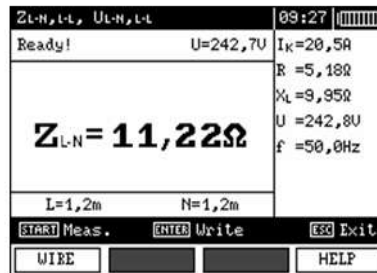 ZL-N,L-L, UL-N,L-L 09:27
Ready! U=242,7V
IK=20,5A
R =5,18Ω
XL=9,95Ω
U =242,8V
f =50,0Hz
ZL-N= 11,22Ω
L=1,2m N=1,2m
START Meas. ENTER Write ESC Exit
WIRE HELP